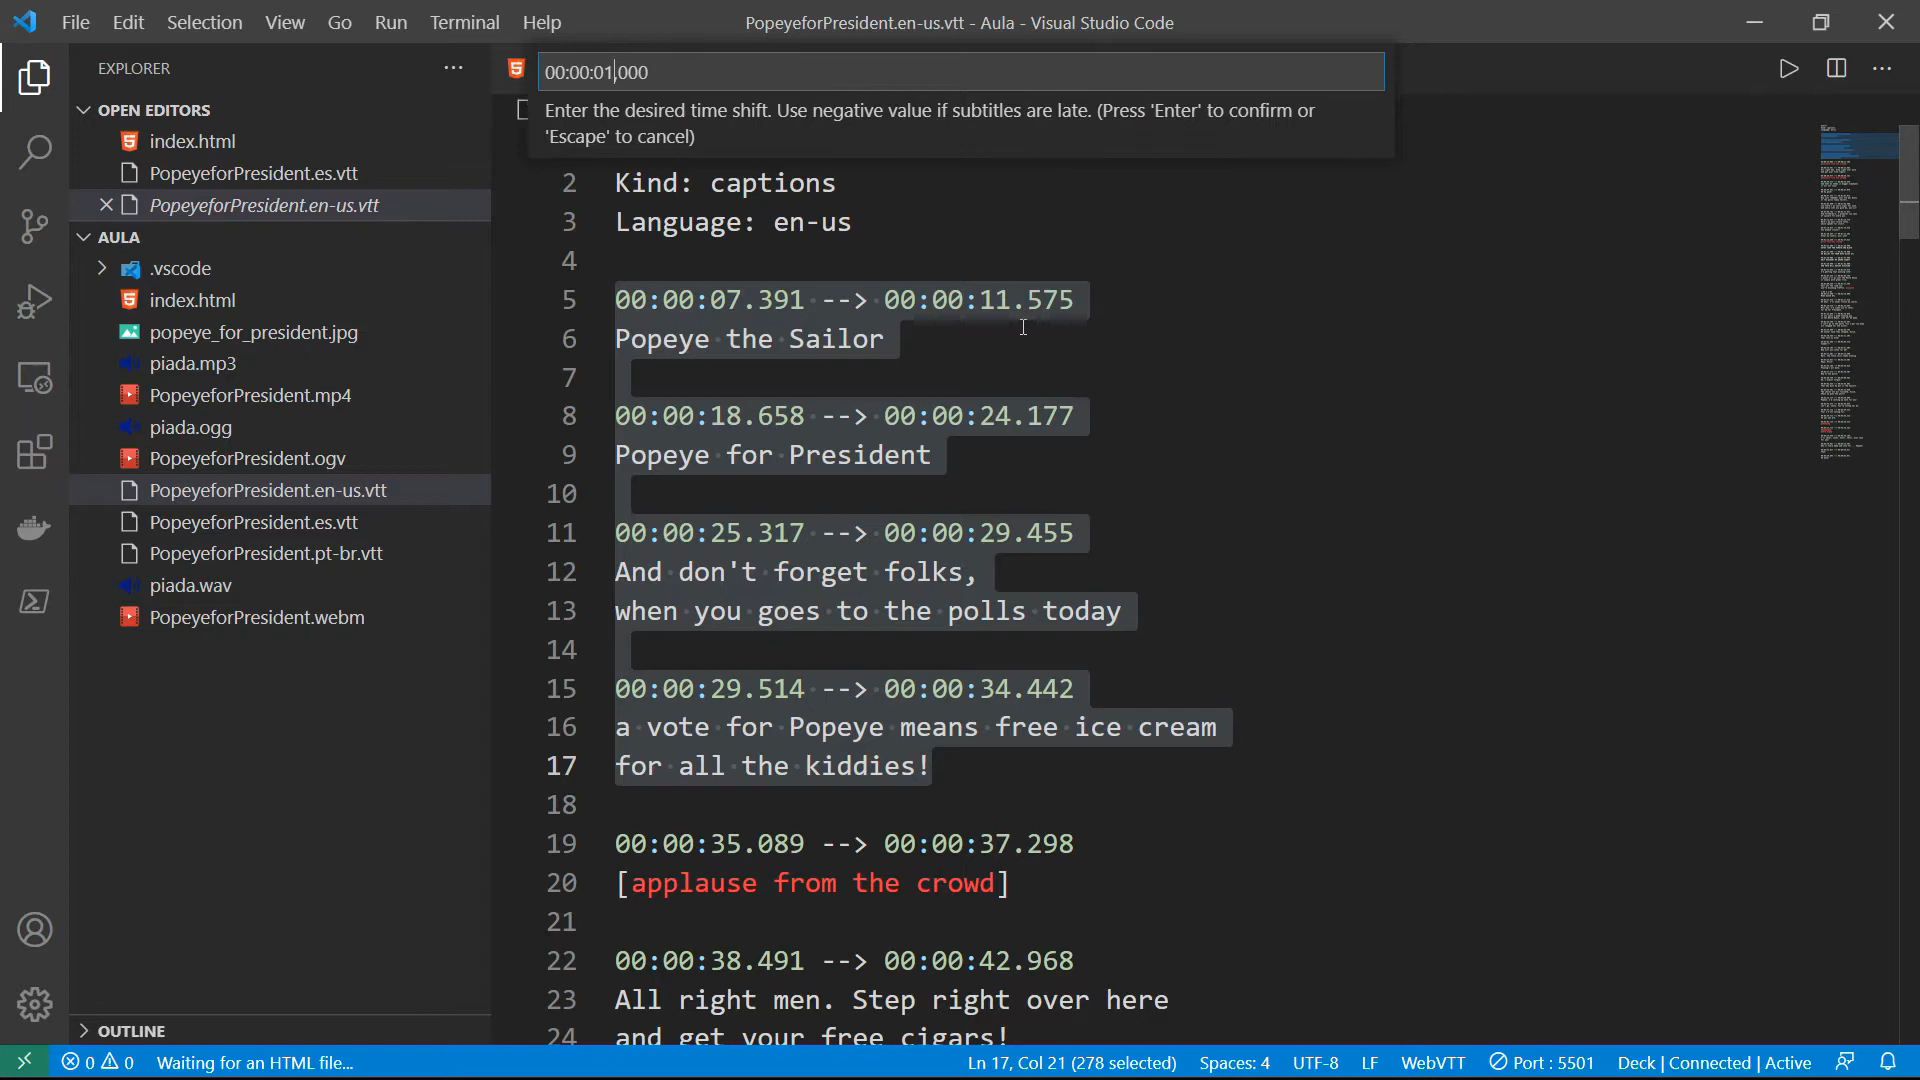 File Edit Selection View Go Run Terminal Help
PopeyeforPresident.en-us.vtt - Aula - Visual Studio Code
EXPLORER
OPEN EDITORS
index.html
PopeyeforPresident.es.vtt
PopeyeforPresident.en-us.vtt
AULA
.vscode
index.html
popeye_for_president.jpg
piada.mp3
PopeyeforPresident.mp4
piada.ogg
PopeyeforPresident.ogv
PopeyeforPresident.en-us.vtt
PopeyeforPresident.es.vtt
PopeyeforPresident.pt-br.vtt
piada.wav
PopeyeforPresident.webm
OUTLINE
00:00:01,000
Enter the desired time shift. Use negative value if subtitles are late. (Press 'Enter' to confirm or
'Escape' to cancel)
2 Kind: captions
3 Language: en-us
4
5 00:00:07.391 --> 00:00:11.575
6 Popeye the Sailor
7
8 00:00:18.658 --> 00:00:24.177
9 Popeye for President
10
11 00:00:25.317 --> 00:00:29.455
12 And don't forget folks,
13 when you goes to the polls today
14
15 00:00:29.514 --> 00:00:34.442
16 a vote for Popeye means free ice cream
17 for all the kiddies!
18
19 00:00:35.089 --> 00:00:37.298
20 [applause from the crowd]
21
22 00:00:38.491 --> 00:00:42.968
23 All right men. Step right over here
24 and get your free cigars!
0 0 Waiting for an HTML file...
Ln 17, Col 21 (278 selected) Spaces: 4 UTF-8 LF WebVTT Port : 5501 Deck | Connected | Active